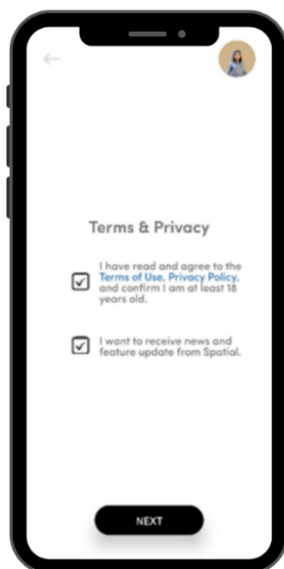 Terms & Privacy
I have read and agree to the
Terms of Use, Privacy Policy,
and confirm I am at least 18
years old.
I want to receive news and
feature update from Spatial.
NEXT